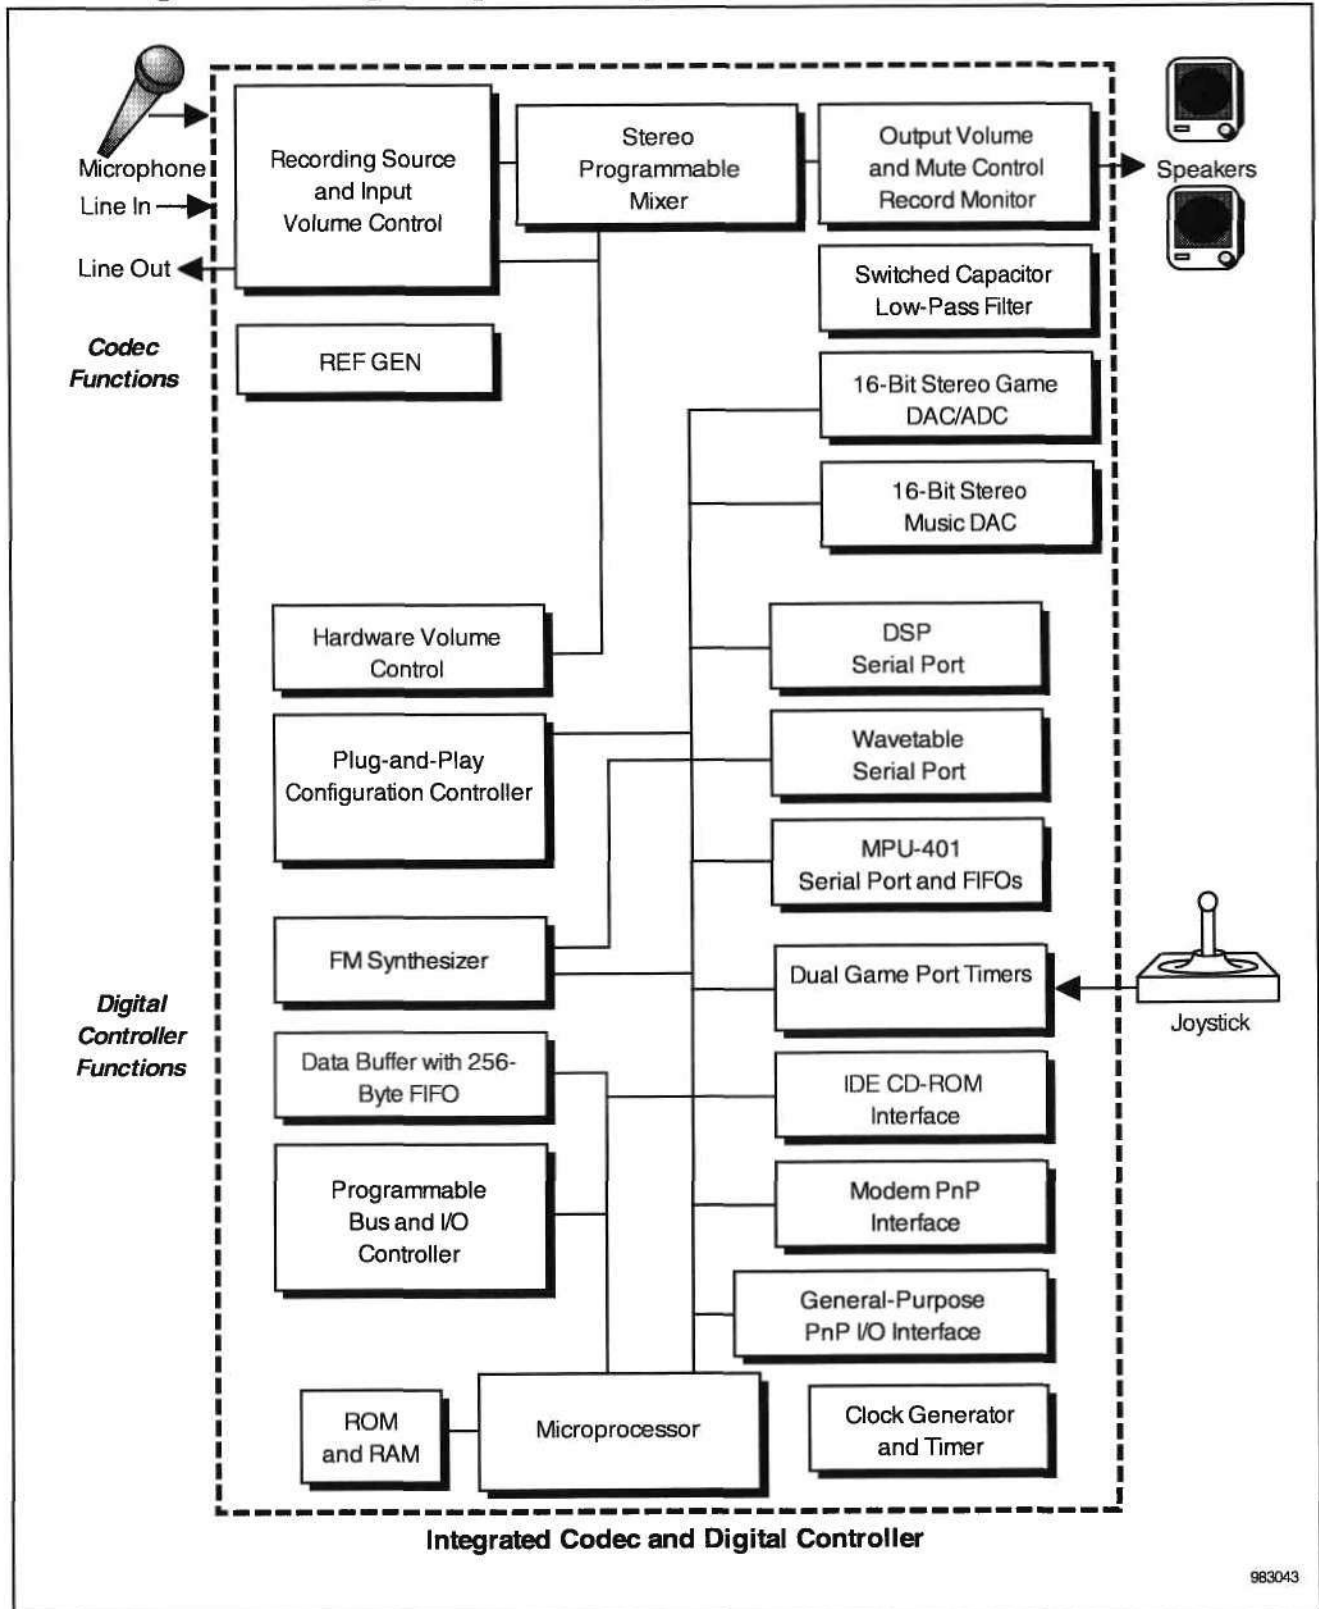 Microphone
Line In
Line Out
Recording Source
and Input
Volume Control
Stereo
Programmable
Mixer
Output Volume
and Mute Control
Record Monitor
Speakers
Switched Capacitor
Low-Pass Filter
Codec
Functions
REF GEN
16-Bit Stereo Game
DAC/ADC
16-Bit Stereo
Music DAC
Hardware Volume
Control
DSP
Serial Port
Plug-and-Play
Configuration Controller
Wavetable
Serial Port
MPU-401
Serial Port and FIFOs
FM Synthesizer
Dual Game Port Timers
Joystick
Digital
Controller
Functions
Data Buffer with 256-
Byte FIFO
IDE CD-ROM
Interface
Programmable
Bus and I/O
Controller
Modem PnP
Interface
General-Purpose
PnP I/O Interface
ROM
and RAM
Microprocessor
Clock Generator
and Timer
Integrated Codec and Digital Controller
983043